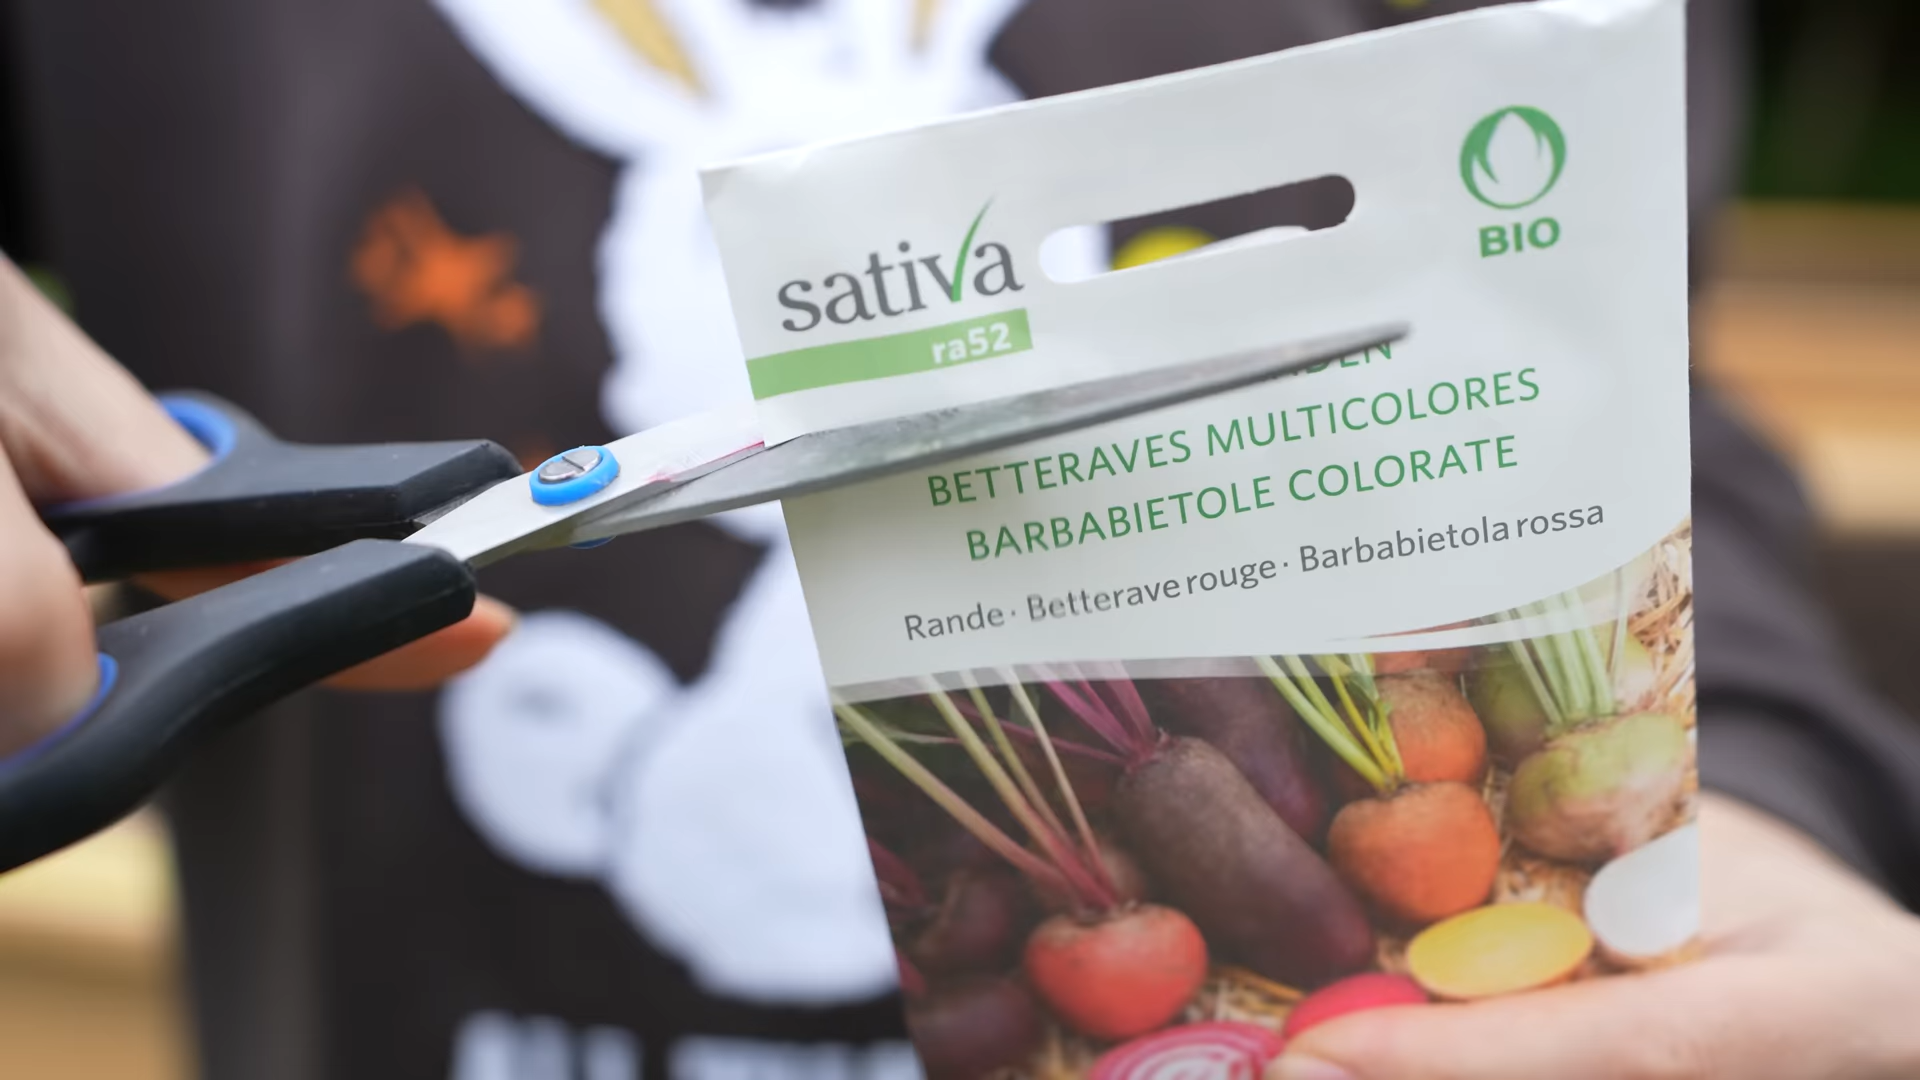 sativa
ra52
BIO
BETTERAVES MULTICOLORES
BARBABIETOLE COLORATE
Rande · Betterave rouge · Barbabietola rossa